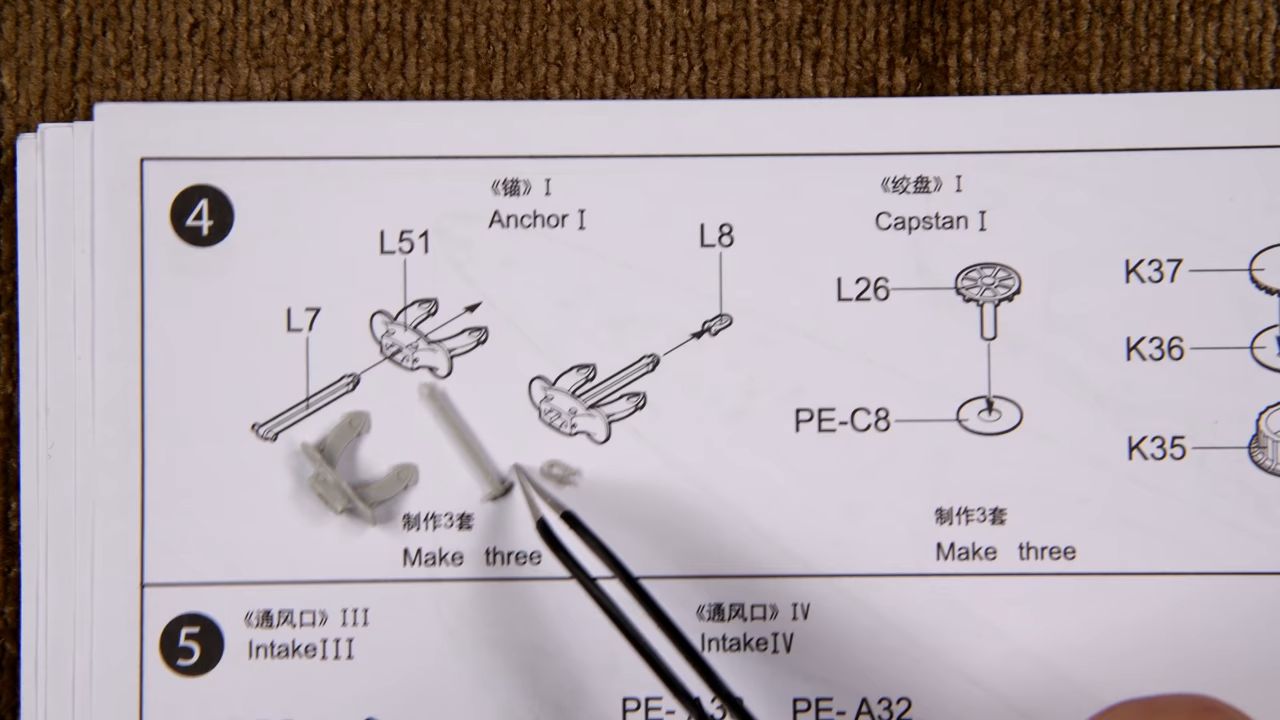 4
《锚》 I
Anchor I
L51
L8
L7
《绞盘》 I
Capstan I
L26
PE-C8
K37
K36
K35
制作3套
Make three
制作3套
Make three
5
《通风口》 III
IntakeIII
《通风口》 IV
IntakeIV
PE- A32